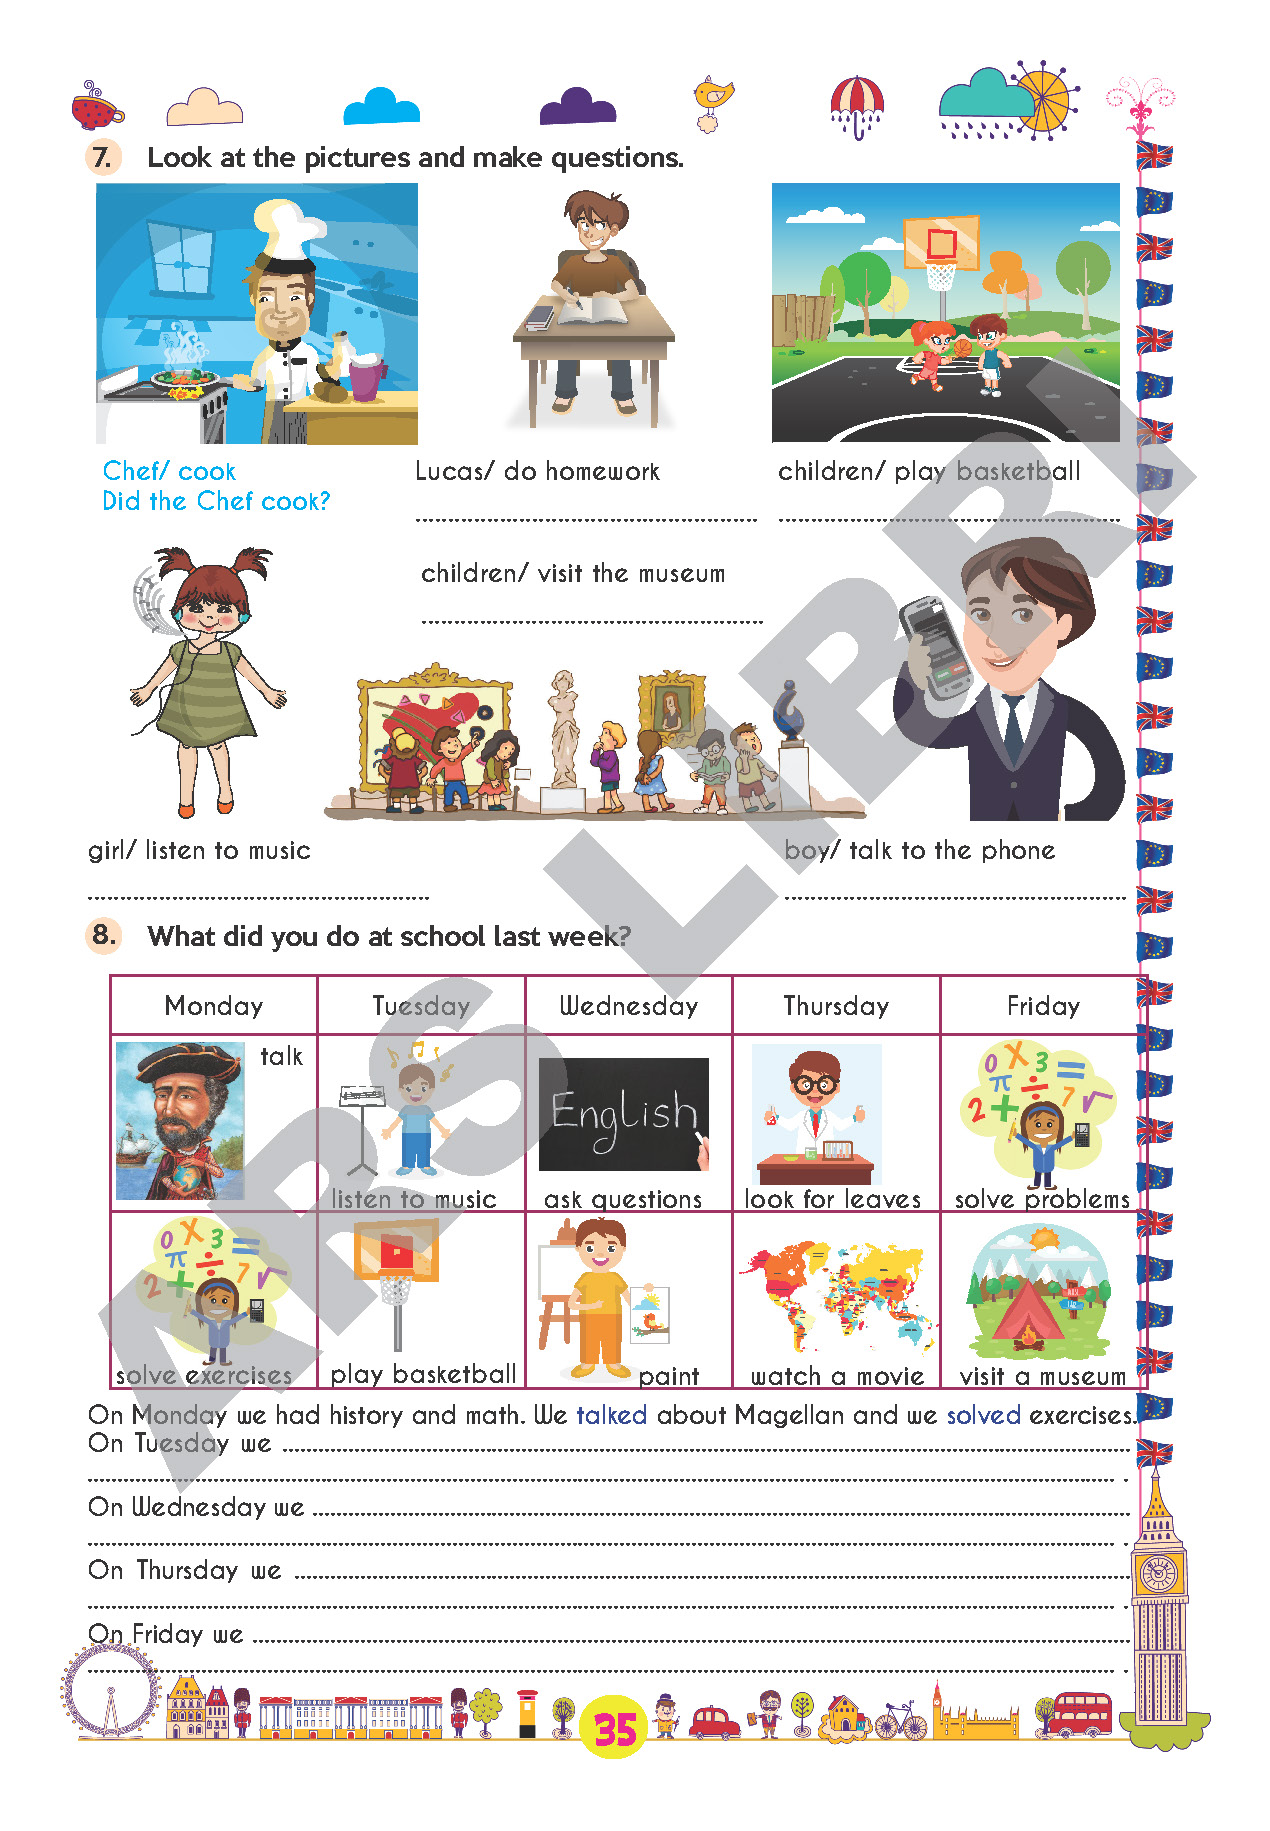 7. Look at the pictures and make questions.
Chef/ cook
Did the Chef cook?
Lucas/ do homework
children/ play basketball
children/ visit the museum
girl/ listen to music
boy/ talk to the phone
8. What did you do at school last week?
Monday Tuesday Wednesday Thursday Friday
talk
English
listen to music ask questions look for leaves solve problems
solve exercises play basketball paint watch a movie visit a museum
On Monday we had history and math. We talked about Magellan and we solved exercises.
On Tuesday we
On Wednesday we
On Thursday we
On Friday we
35
ARS LIBRI